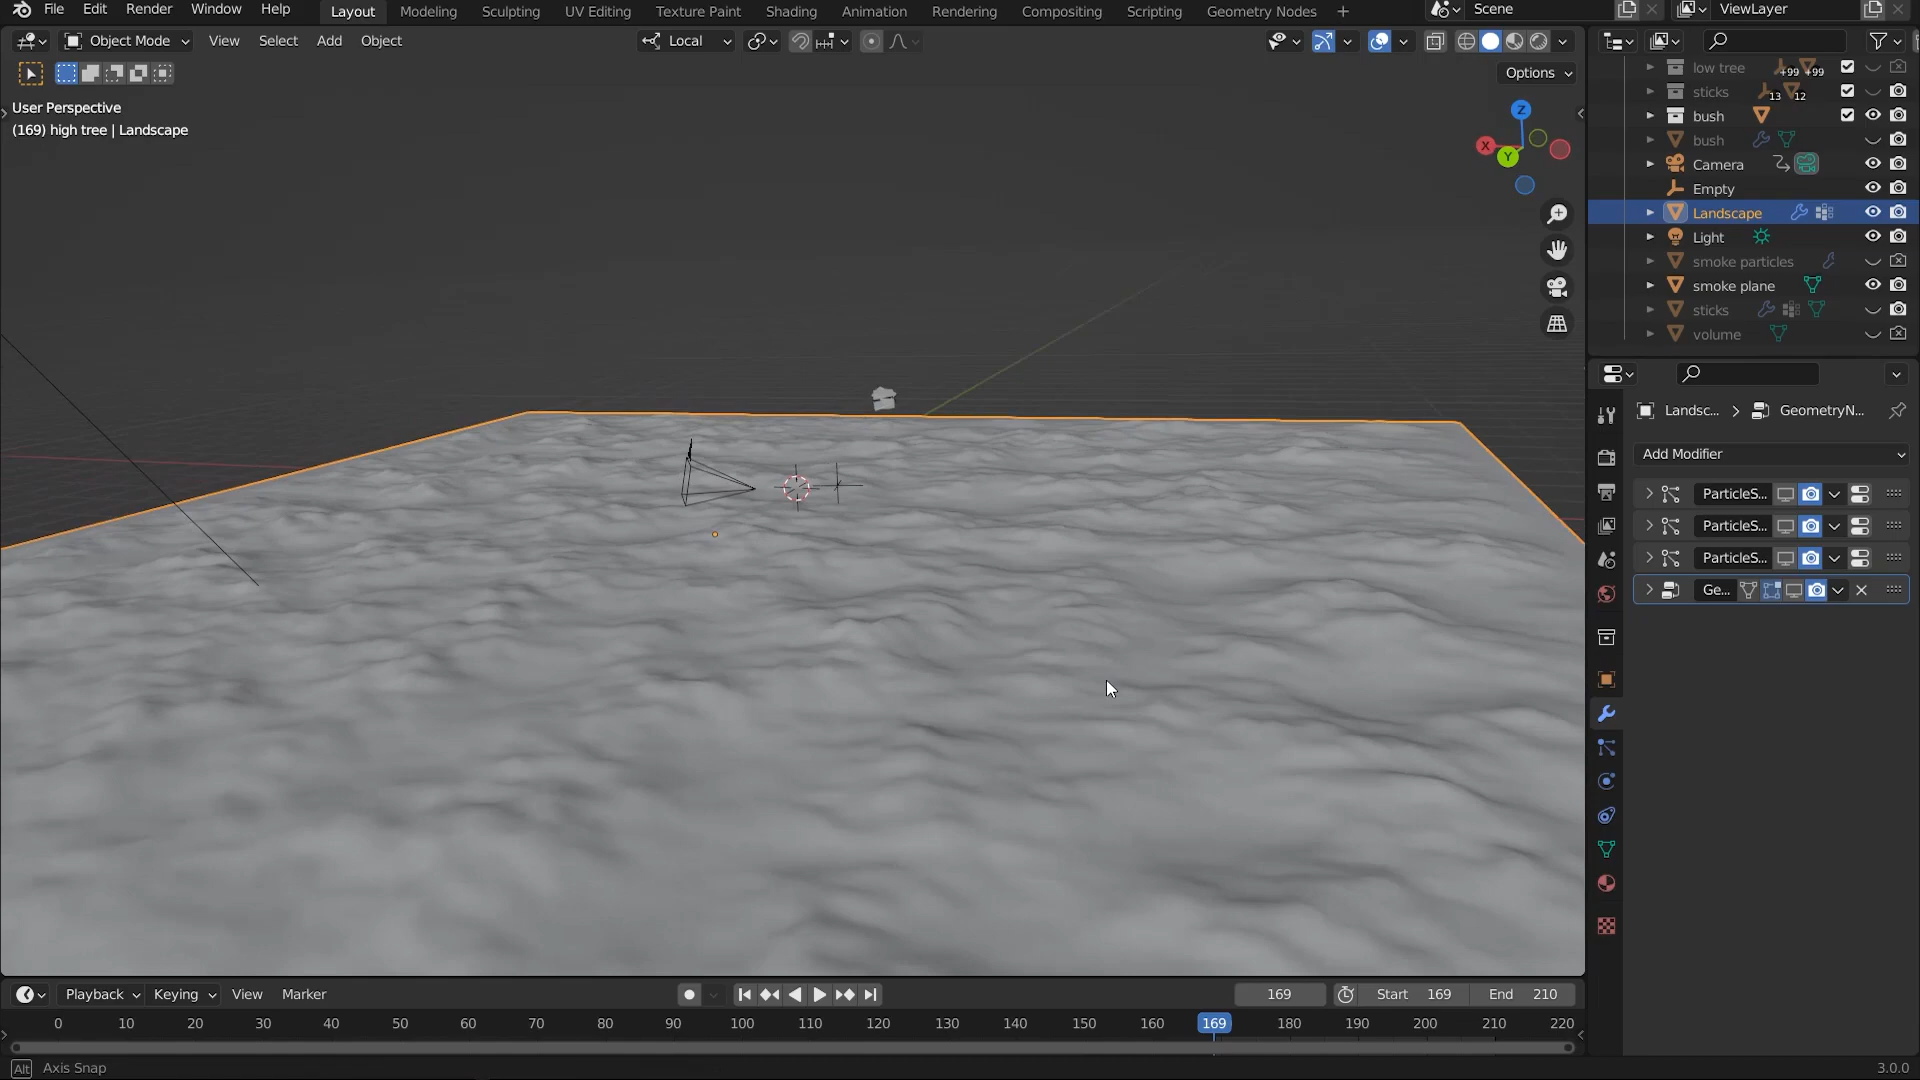 File Edit Render Window Help Layout Modeling Sculpting UV Editing Texture Paint Shading Animation Rendering Compositing Scripting Geometry Nodes + Scene ViewLayer
Object Mode View Select Add Object Local
Options
User Perspective
(169) high tree | Landscape
Z
X
Y
low tree +99 +99
sticks 13 12
bush
bush
Camera
Empty
Landscape
Light
smoke particles
smoke plane
sticks
volume
Landsc... > GeometryN...
Add Modifier
ParticleS...
ParticleS...
ParticleS...
Ge...
Playback Keying View Marker 169 Start 169 End 210
0 10 20 30 40 50 60 70 80 90 100 110 120 130 140 150 160 169 180 190 200 210 220
Alt Axis Snap 3.0.0